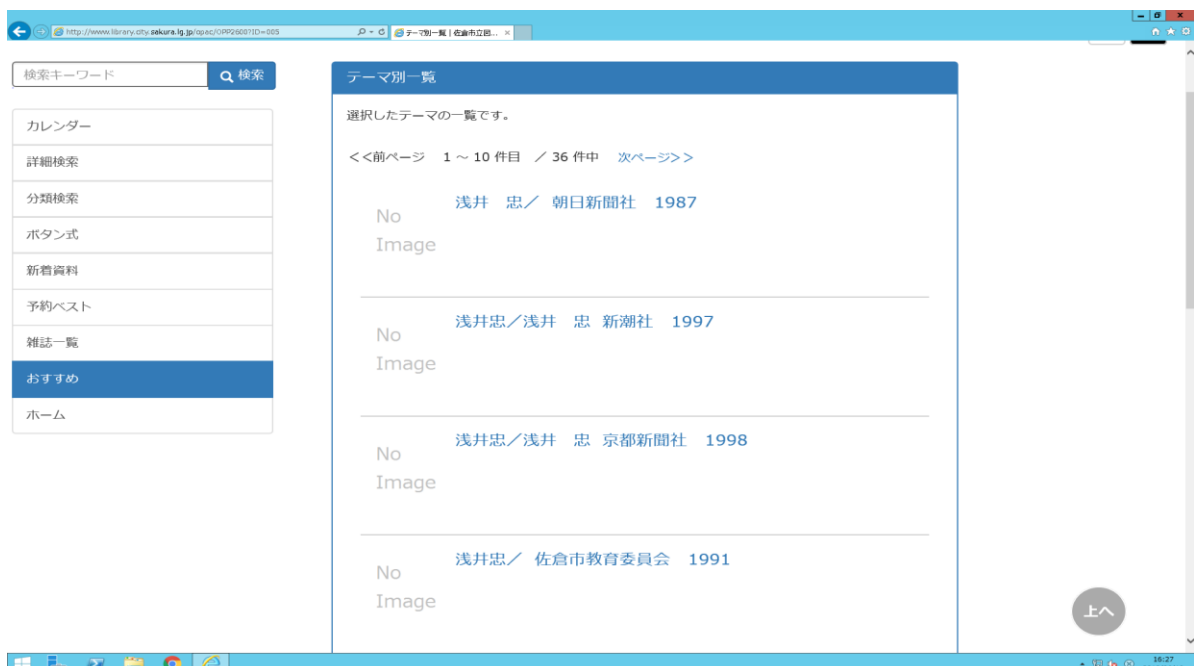 http://www.library.city.sakura.lg.jp/opac/OPP2600?ID=005
テーマ別一覧 | 佐倉市立図...
検索キーワード
検索
カレンダー
詳細検索
分類検索
ボタン式
新着資料
予約ベスト
雑誌一覧
おすすめ
ホーム
テーマ別一覧
選択したテーマの一覧です。
<<前ページ 1 ～ 10 件目 ／ 36 件中 次ページ>>
No
Image
浅井 忠／ 朝日新聞社 1987
No
Image
浅井忠／浅井 忠 新潮社 1997
No
Image
浅井忠／浅井 忠 京都新聞社 1998
No
Image
浅井忠／ 佐倉市教育委員会 1991
上へ
16:27